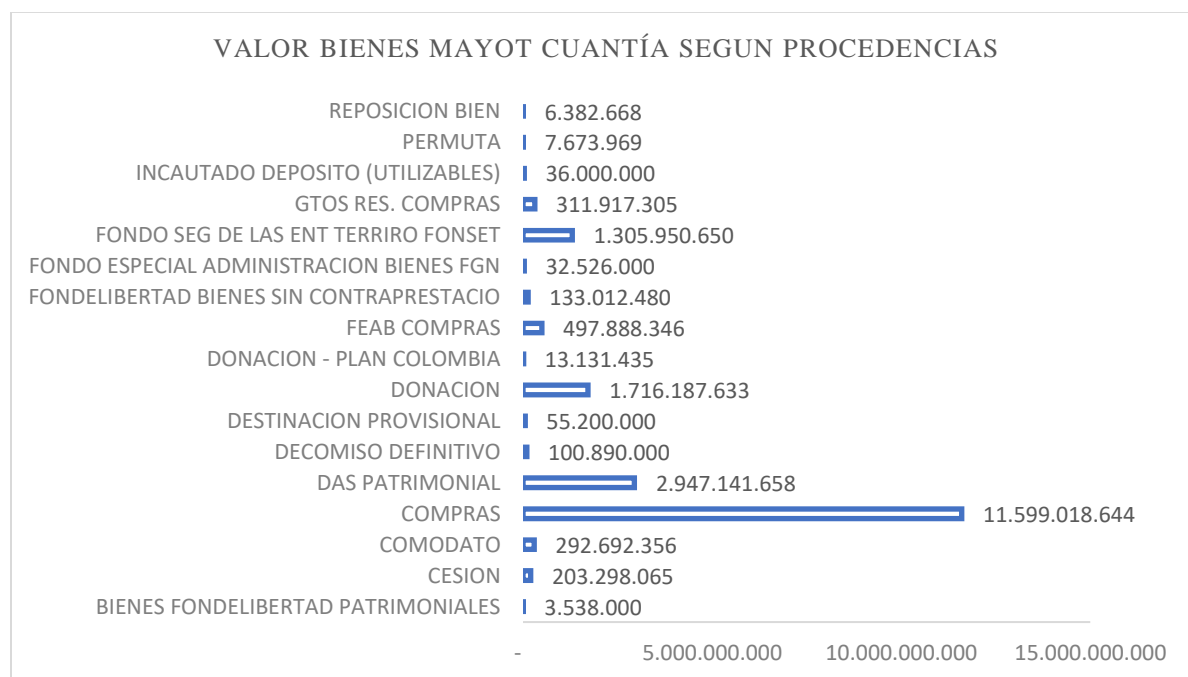 VALOR BIENES MAYOT CUANTÍA SEGUN PROCEDENCIAS
REPOSICION BIEN 6.382.668
PERMUTA 7.673.969
INCAUTADO DEPOSITO (UTILIZABLES) 36.000.000
GTOS RES. COMPRAS 311.917.305
FONDO SEG DE LAS ENT TERRIRO FONSET 1.305.950.650
FONDO ESPECIAL ADMINISTRACION BIENES FGN 32.526.000
FONDELIBERTAD BIENES SIN CONTRAPRESTACIO 133.012.480
FEAB COMPRAS 497.888.346
DONACION - PLAN COLOMBIA 13.131.435
DONACION 1.716.187.633
DESTINACION PROVISIONAL 55.200.000
DECOMISO DEFINITIVO 100.890.000
DAS PATRIMONIAL 2.947.141.658
COMPRAS 11.599.018.644
COMODATO 292.692.356
CESION 203.298.065
BIENES FONDELIBERTAD PATRIMONIALES 3.538.000
- 5.000.000.000 10.000.000.000 15.000.000.000